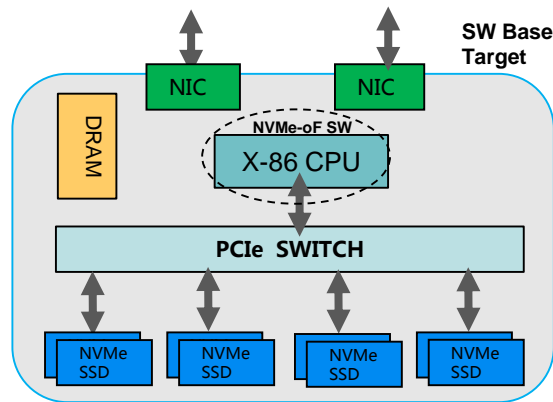 SW Base
Target
NIC
NIC
DRAM
NVMe-oF SW
X-86 CPU
PCIe SWITCH
NVMe
SSD
NVMe
SSD
NVMe
SSD
NVMe
SSD